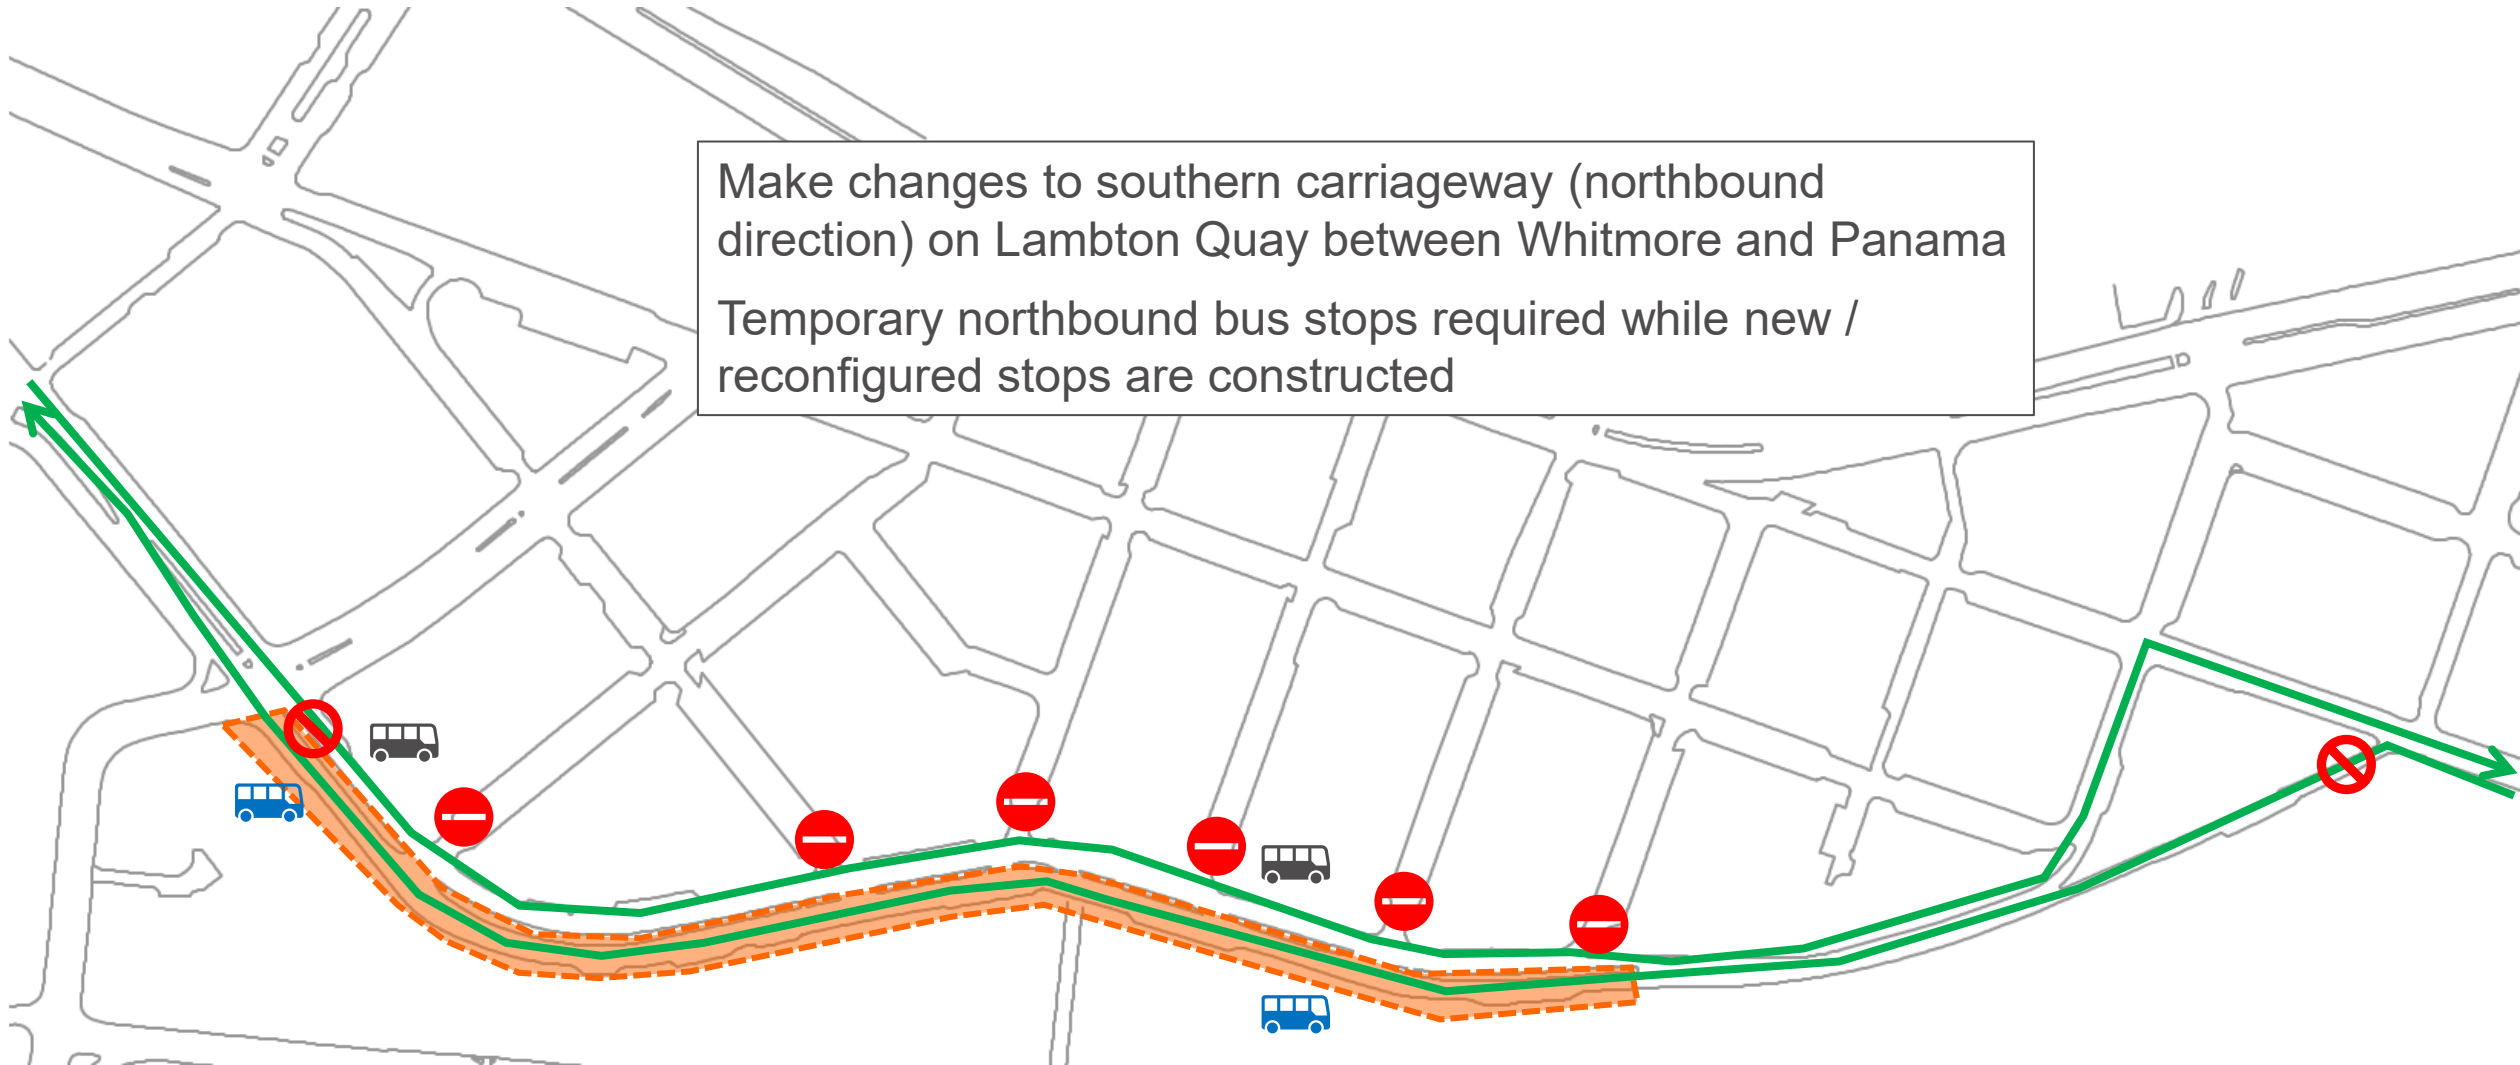 Make changes to southern carriageway (northbound
direction) on Lambton Quay between Whitmore and Panama
Temporary northbound bus stops required while new /
reconfigured stops are constructed